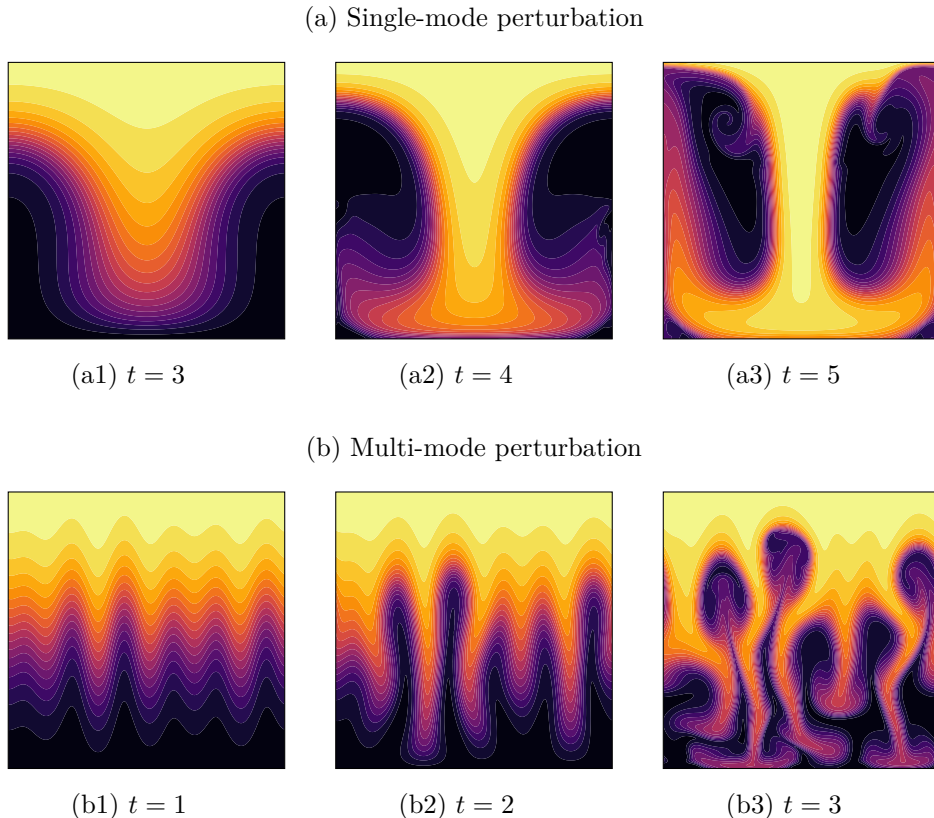 (a) Single-mode perturbation
(a1) t = 3
(a2) t = 4
(a3) t = 5
(b) Multi-mode perturbation
(b1) t = 1
(b2) t = 2
(b3) t = 3